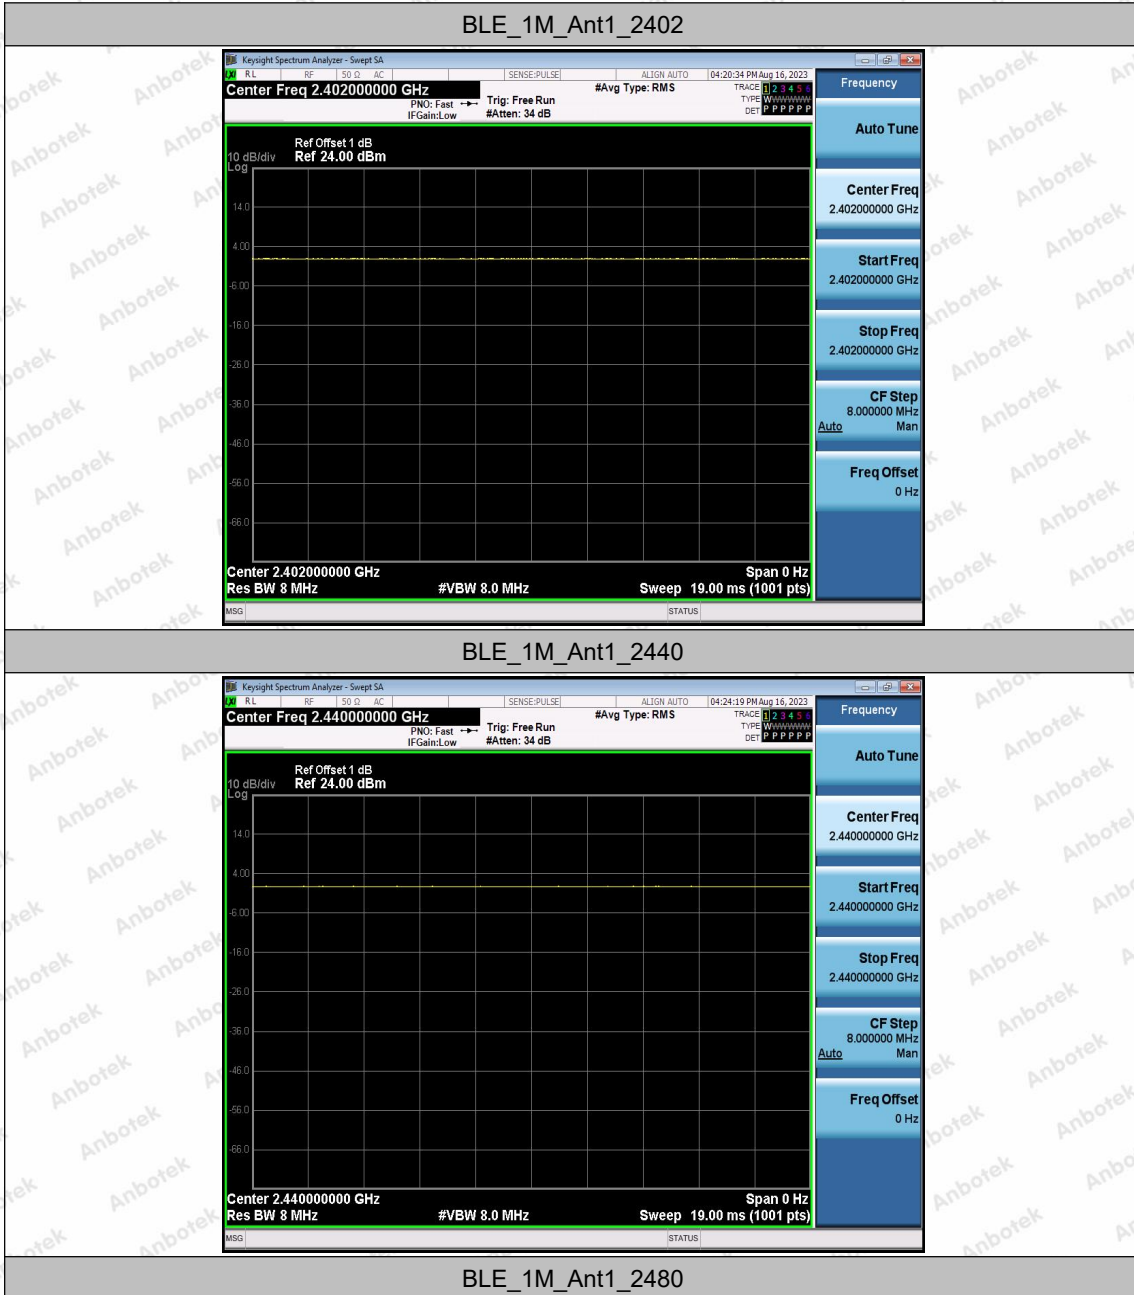 BLE_1M_Ant1_2402
Keysight Spectrum Analyzer - Swept SA
LXI RL RF 50 Ω AC SENSE:PULSE ALIGN AUTO 04:20:34 PM Aug 16, 2023
Center Freq 2.402000000 GHz #Avg Type: RMS TRACE 1 2 3 4 5 6
PNO: Fast Trig: Free Run TYPE WWWWWW
IFGain:Low #Atten: 34 dB DET P P P P P P
Frequency
Auto Tune
Ref Offset 1 dB
10 dB/div Ref 24.00 dBm
Log
14.0
4.00
-6.00
-16.0
-26.0
-36.0
-46.0
-56.0
-66.0
Center Freq
2.402000000 GHz
Start Freq
2.402000000 GHz
Stop Freq
2.402000000 GHz
CF Step
8.000000 MHz
Auto Man
Freq Offset
0 Hz
Center 2.402000000 GHz Span 0 Hz
Res BW 8 MHz #VBW 8.0 MHz Sweep 19.00 ms (1001 pts)
MSG STATUS
BLE_1M_Ant1_2440
Keysight Spectrum Analyzer - Swept SA
LXI RL RF 50 Ω AC SENSE:PULSE ALIGN AUTO 04:24:19 PM Aug 16, 2023
Center Freq 2.440000000 GHz #Avg Type: RMS TRACE 1 2 3 4 5 6
PNO: Fast Trig: Free Run TYPE WWWWWW
IFGain:Low #Atten: 34 dB DET P P P P P P
Frequency
Auto Tune
Ref Offset 1 dB
10 dB/div Ref 24.00 dBm
Log
14.0
4.00
-6.00
-16.0
-26.0
-36.0
-46.0
-56.0
-66.0
Center Freq
2.440000000 GHz
Start Freq
2.440000000 GHz
Stop Freq
2.440000000 GHz
CF Step
8.000000 MHz
Auto Man
Freq Offset
0 Hz
Center 2.440000000 GHz Span 0 Hz
Res BW 8 MHz #VBW 8.0 MHz Sweep 19.00 ms (1001 pts)
MSG STATUS
BLE_1M_Ant1_2480
Anbotek